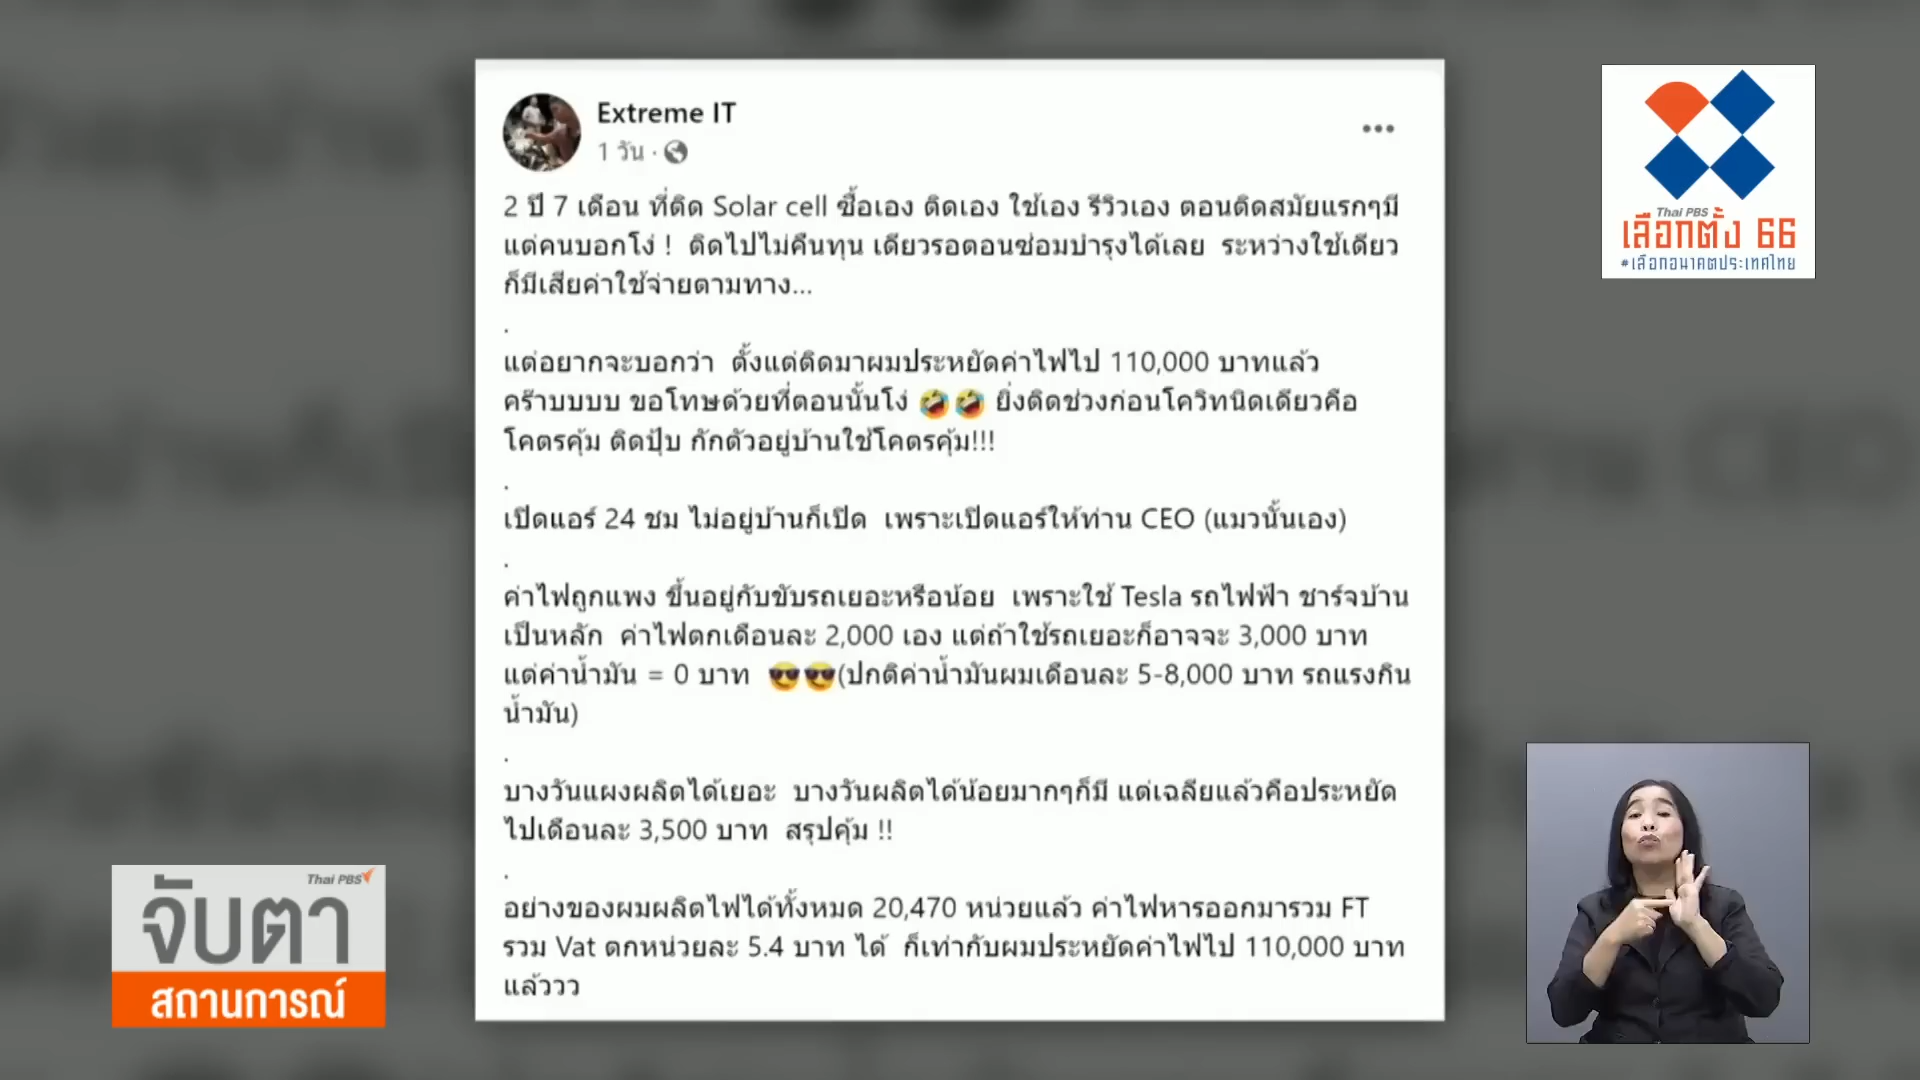 Extreme IT
1 วัน ·
2 ปี 7 เดือน ที่ติด Solar cell ซื้อเอง ติดเอง ใช้เอง รีวิวเอง ตอนติดสมัยแรกๆมี
แต่คนบอกโง่ ! ติดไปไม่คืนทุน เดียวรอตอนซ่อมบำรุงได้เลย ระหว่างใช้เดียว
ก็มีเสียค่าใช้จ่ายตามทาง...
.
แต่อยากจะบอกว่า ตั้งแต่ติดมาผมประหยัดค่าไฟไป 110,000 บาทแล้ว
คร๊าบบบบ ขอโทษด้วยที่ตอนนั้นโง่ 🤣🤣 ยิ่งติดช่วงก่อนโควิทนิดเดียวคือ
โคตรคุ้ม ติดปุ้บ กักตัวอยู่บ้านใช้โคตรคุ้ม!!!
.
เปิดแอร์ 24 ชม ไม่อยู่บ้านก็เปิด เพราะเปิดแอร์ให้ท่าน CEO (แมวนั้นเอง)
.
ค่าไฟถูกแพง ขึ้นอยู่กับขับรถเยอะหรือน้อย เพราะใช้ Tesla รถไฟฟ้า ชาร์จบ้าน
เป็นหลัก ค่าไฟตกเดือนละ 2,000 เอง แต่ถ้าใช้รถเยอะก็อาจจะ 3,000 บาท
แต่ค่าน้ำมัน = 0 บาท 😎😎(ปกติค่าน้ำมันผมเดือนละ 5-8,000 บาท รถแรงกิน
น้ำมัน)
.
บางวันแผงผลิตได้เยอะ บางวันผลิตได้น้อยมากๆก็มี แต่เฉลียแล้วคือประหยัด
ไปเดือนละ 3,500 บาท สรุปคุ้ม !!
.
อย่างของผมผลิตไฟได้ทั้งหมด 20,470 หน่วยแล้ว ค่าไฟหารออกมารวม FT
รวม Vat ตกหน่วยละ 5.4 บาท ได้ ก็เท่ากับผมประหยัดค่าไฟไป 110,000 บาท
แล้ววว
Thai PBS
เลือกตั้ง 66
#เลือกอนาคตประเทศไทย
Thai PBS
จับตา
สถานการณ์